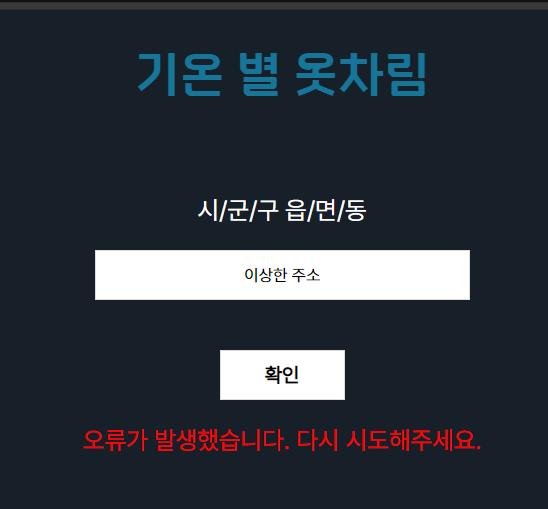 기온 별 옷차림
시/군/구 읍/면/동
이상한 주소
확인
오류가 발생했습니다. 다시 시도해주세요.